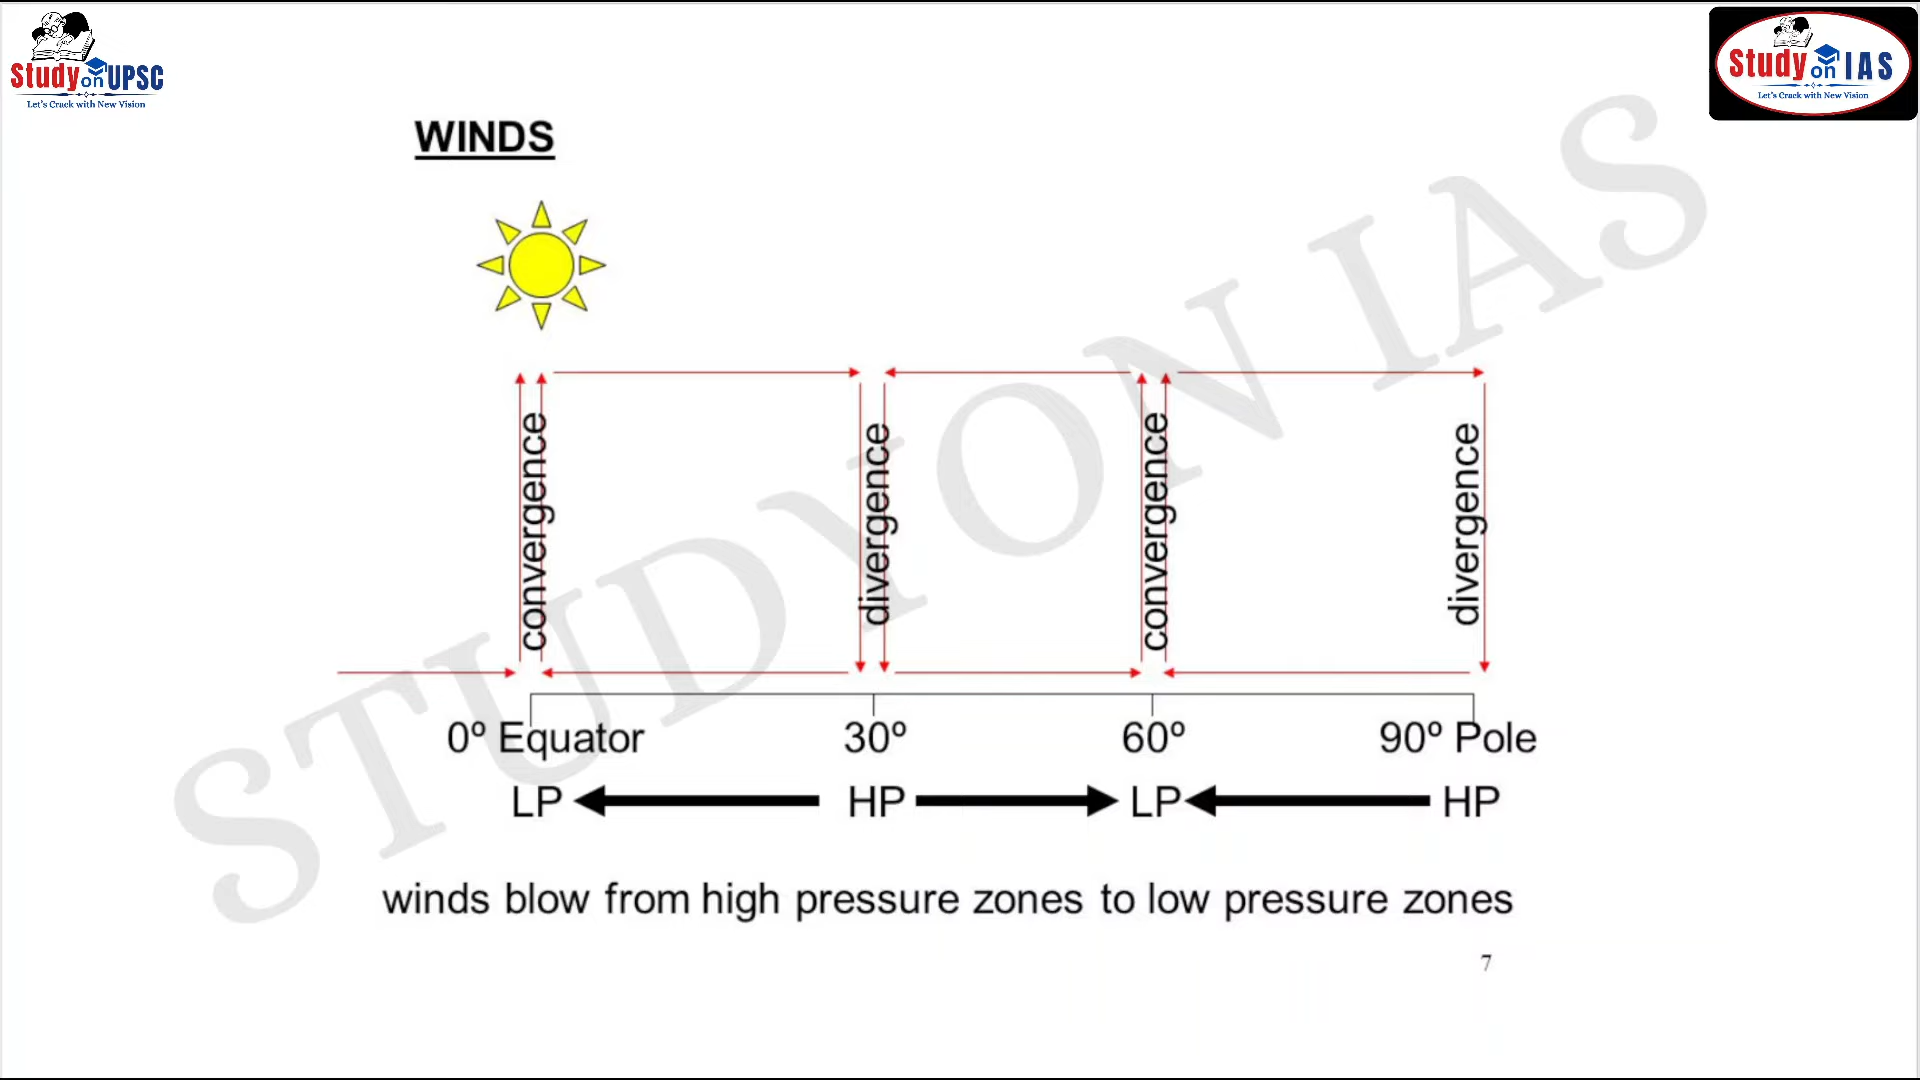 Study on UPSC
Let's Crack with New Vision
Study on IAS
Let's Crack with New Vision
WINDS
convergence
divergence
convergence
divergence
0º Equator
30º
60º
90º Pole
LP
HP
LP
HP
winds blow from high pressure zones to low pressure zones
7
STUDYON IAS